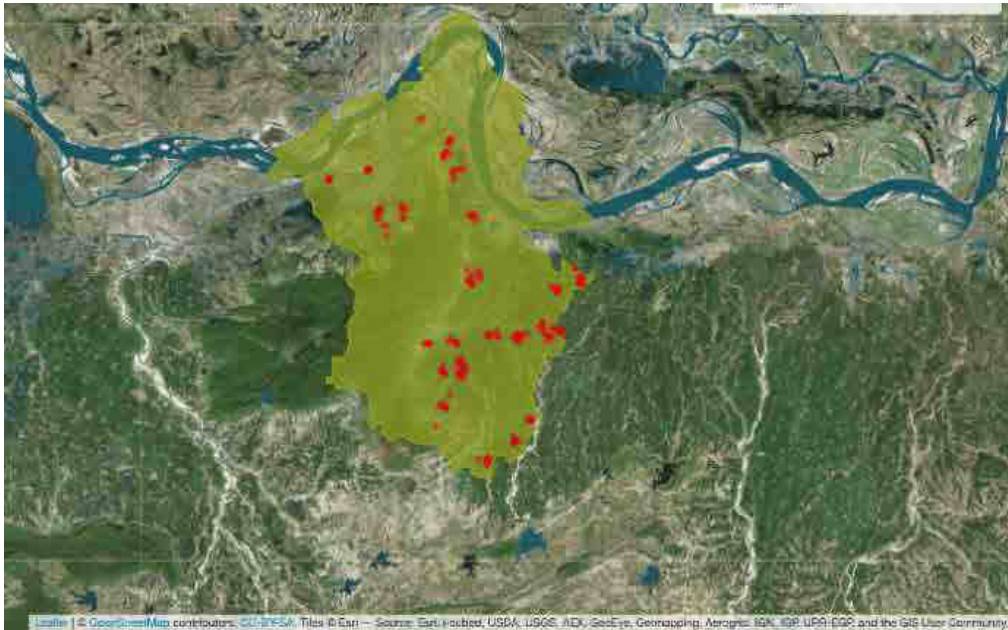 Leaflet | © OpenStreetMap contributors, CC-BY-SA, Tiles © Esri — Source: Esri, i-cubed, USDA, USGS, AEX, GeoEye, Getmapping, Aerogrid, IGN, IGP, UPR-EGP, and the GIS User Community